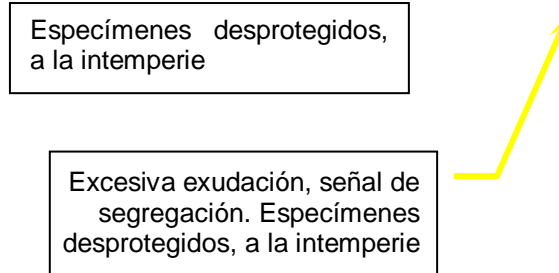 Especímenes desprotegidos,
a la intemperie
Excesiva exudación, señal de
segregación. Especímenes
desprotegidos, a la intemperie